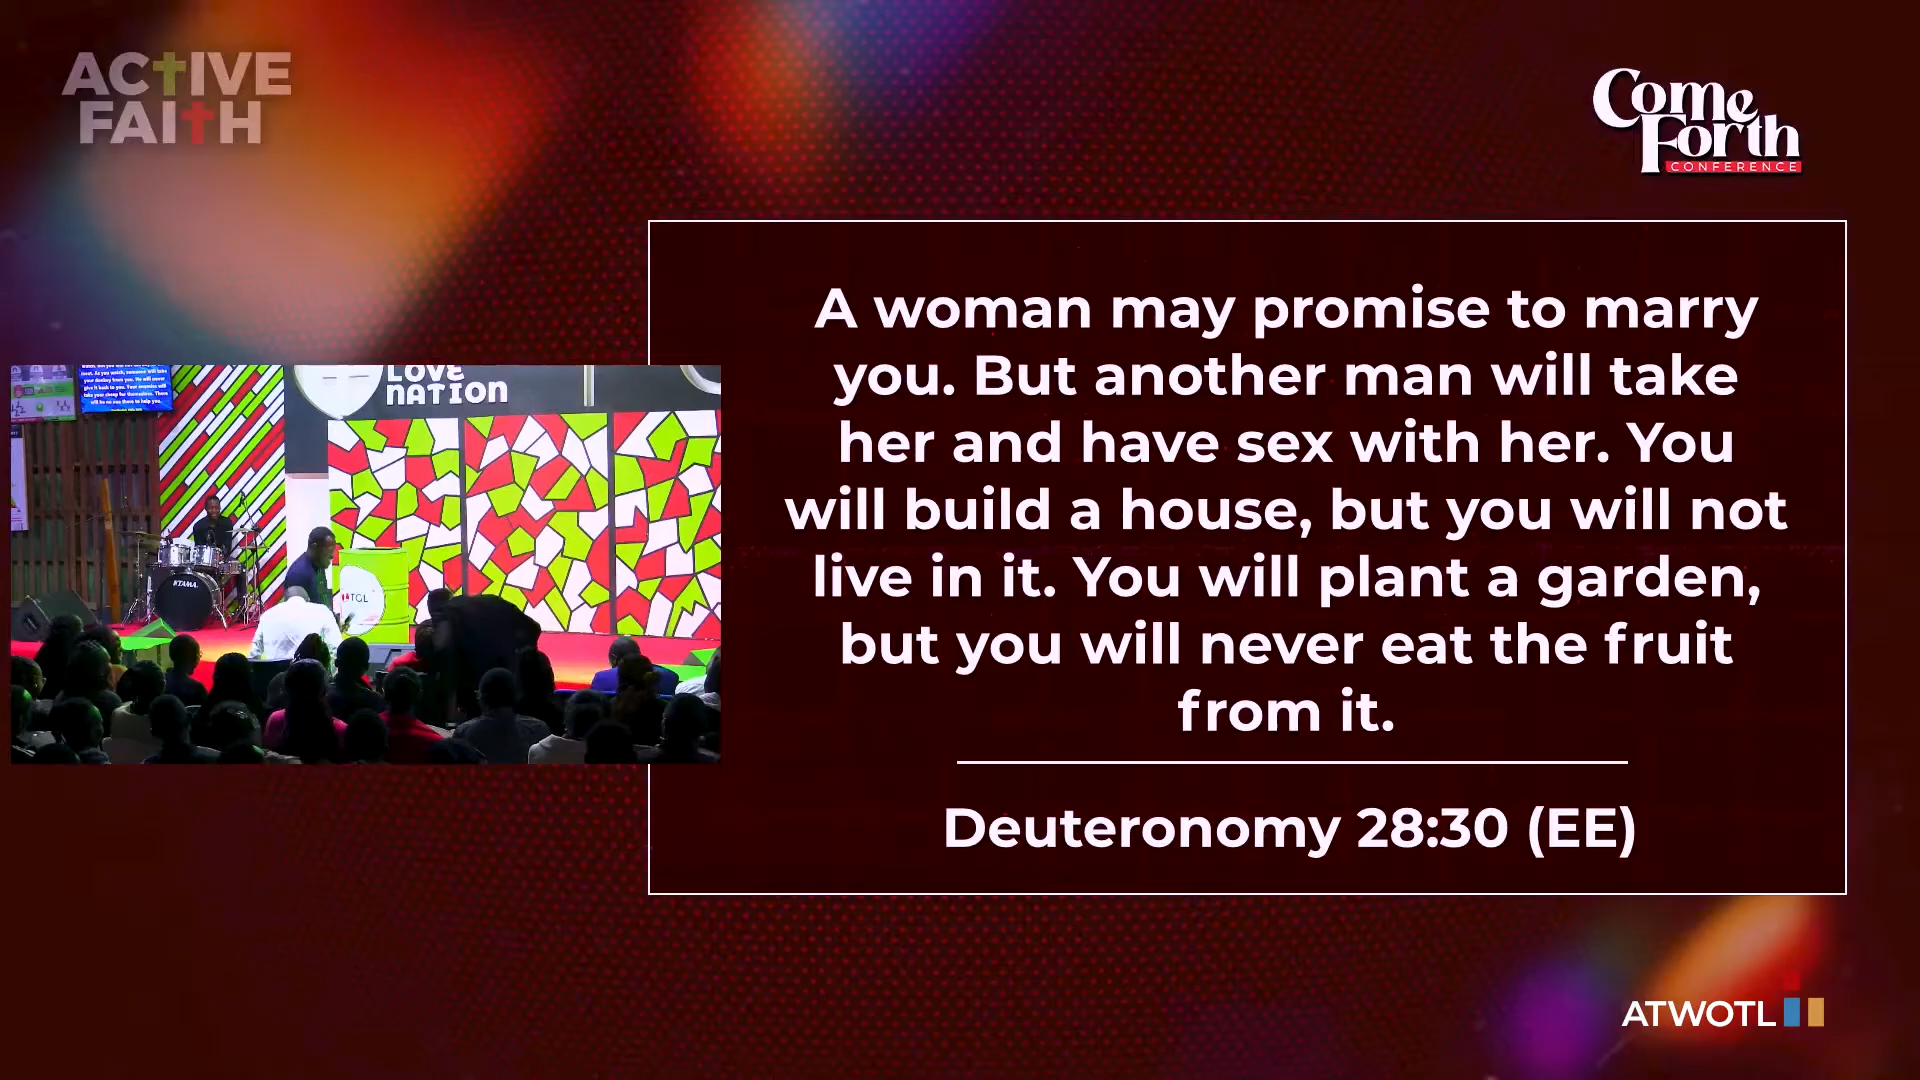 ACTIVE
FAITH
Come
Forth
CONFERENCE
LOVE
NATION
A woman may promise to marry
you. But another man will take
her and have sex with her. You
will build a house, but you will not
live in it. You will plant a garden,
but you will never eat the fruit
from it.
Deuteronomy 28:30 (EE)
TAMA
TGL
ATWOTL